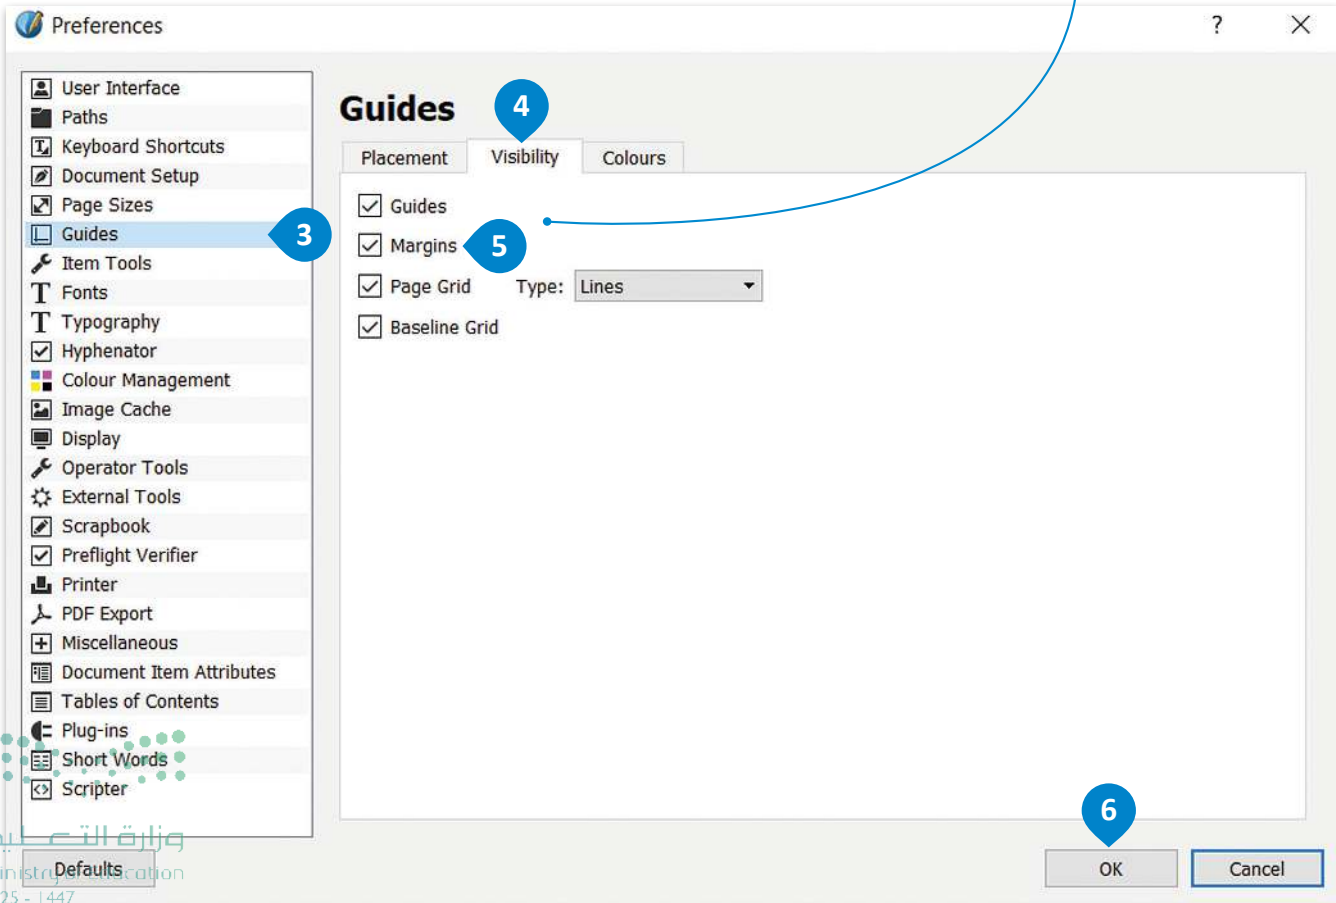 Preferences
?
User Interface
Paths
Keyboard Shortcuts
Document Setup
Page Sizes
Guides
3
Item Tools
Fonts
Typography
Hyphenator
Colour Management
Image Cache
Display
Operator Tools
External Tools
Scrapbook
Preflight Verifier
Printer
PDF Export
Miscellaneous
Document Item Attributes
Tables of Contents
Plug-ins
Short Words
Scripter
Guides
4
Placement Visibility Colours
Guides
Margins 5
Page Grid Type: Lines
Baseline Grid
6
وزارة
Defaults
OK Cancel
25 - 1447